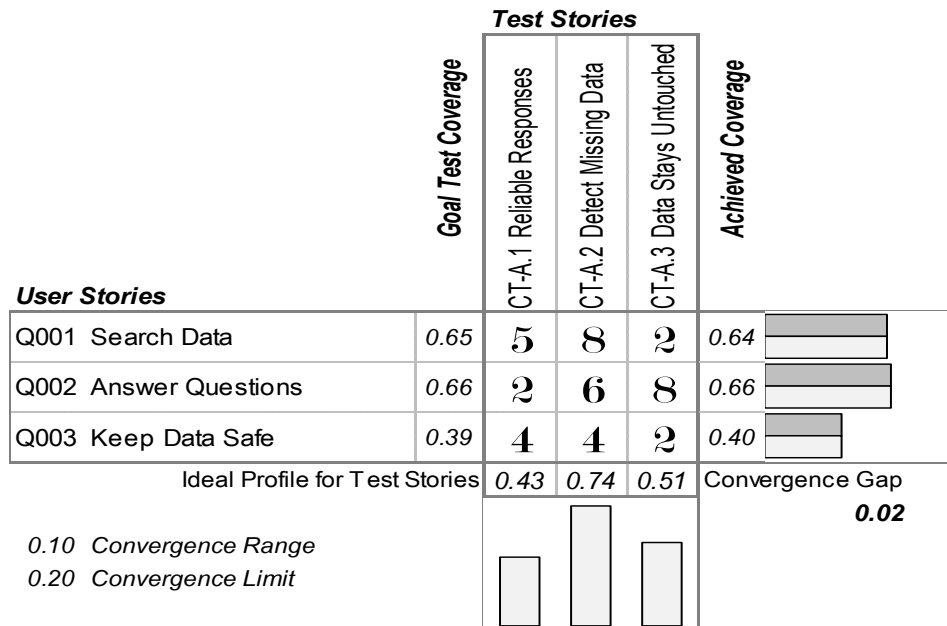 Test Stories
Goal Test Coverage
CT-A.1 Reliable Responses
CT-A.2 Detect Missing Data
CT-A.3 Data Stays Untouched
Achieved Coverage
User Stories
Q001 Search Data 0.65 5 8 2 0.64
Q002 Answer Questions 0.66 2 6 8 0.66
Q003 Keep Data Safe 0.39 4 4 2 0.40
Ideal Profile for Test Stories 0.43 0.74 0.51 Convergence Gap
0.02
0.10 Convergence Range
0.20 Convergence Limit